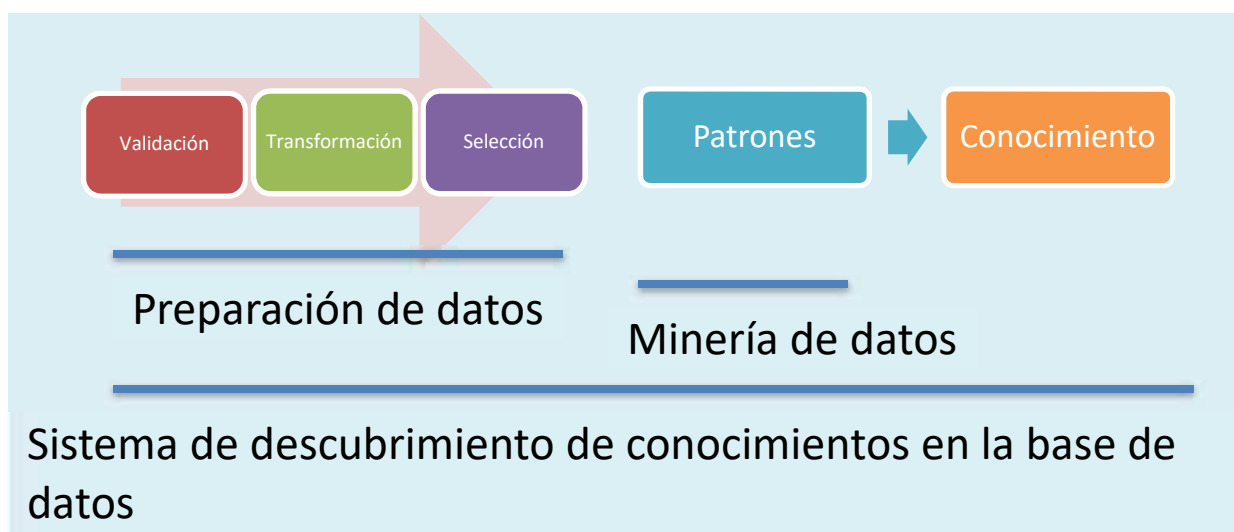 Validación
Transformación
Selección
Patrones
Conocimiento
Preparación de datos
Minería de datos
Sistema de descubrimiento de conocimientos en la base de
datos